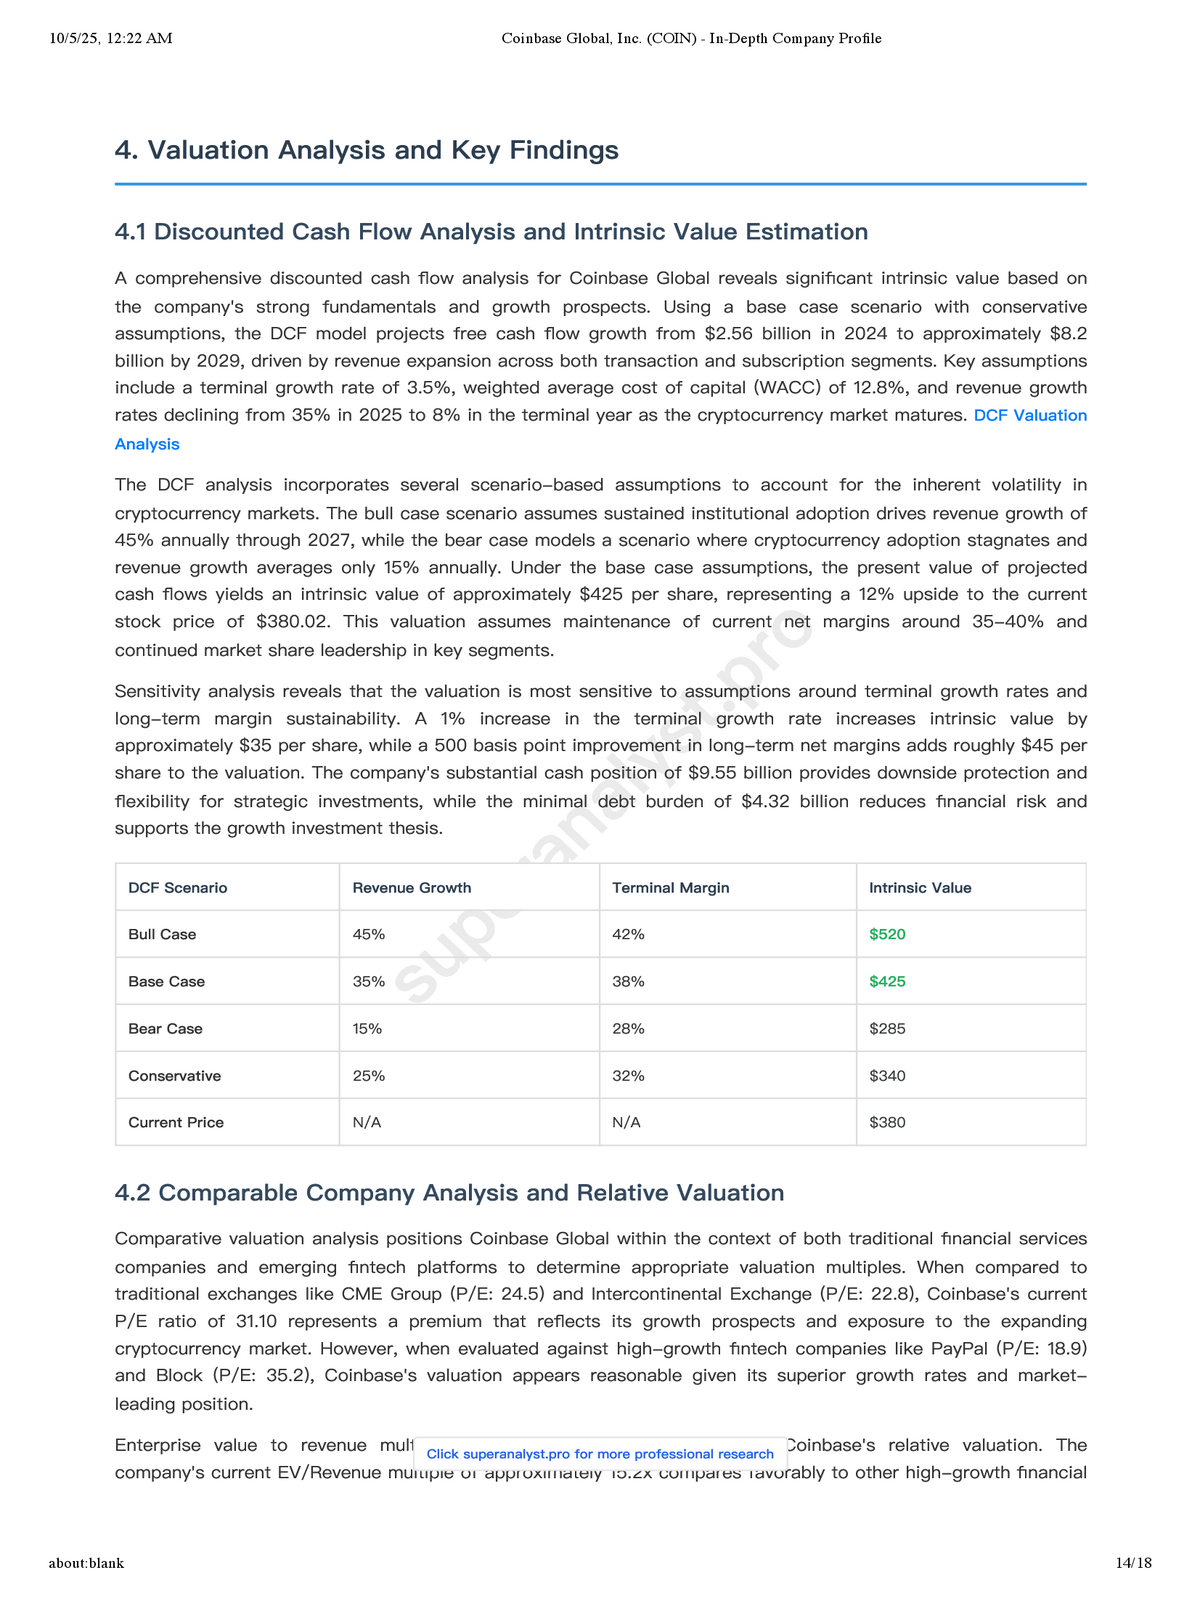 10/5/25, 12:22 AM
Coinbase Global, Inc. (COIN) - In-Depth Company Profile
4. Valuation Analysis and Key Findings
4.1 Discounted Cash Flow Analysis and Intrinsic Value Estimation
A comprehensive discounted cash flow analysis for Coinbase Global reveals significant intrinsic value based on
the company's strong fundamentals and growth prospects. Using a base case scenario with conservative
assumptions, the DCF model projects free cash flow growth from $2.56 billion in 2024 to approximately $8.2
billion by 2029, driven by revenue expansion across both transaction and subscription segments. Key assumptions
include a terminal growth rate of 3.5%, weighted average cost of capital (WACC) of 12.8%, and revenue growth
rates declining from 35% in 2025 to 8% in the terminal year as the cryptocurrency market matures. DCF Valuation
Analysis
The DCF analysis incorporates several scenario–based assumptions to account for the inherent volatility in
cryptocurrency markets. The bull case scenario assumes sustained institutional adoption drives revenue growth of
45% annually through 2027, while the bear case models a scenario where cryptocurrency adoption stagnates and
revenue growth averages only 15% annually. Under the base case assumptions, the present value of projected
cash flows yields an intrinsic value of approximately $425 per share, representing a 12% upside to the current
stock price of $380.02. This valuation assumes maintenance of current net margins around 35–40% and
continued market share leadership in key segments.
Sensitivity analysis reveals that the valuation is most sensitive to assumptions around terminal growth rates and
long–term margin sustainability. A 1% increase in the terminal growth rate increases intrinsic value by
approximately $35 per share, while a 500 basis point improvement in long–term net margins adds roughly $45 per
share to the valuation. The company's substantial cash position of $9.55 billion provides downside protection and
flexibility for strategic investments, while the minimal debt burden of $4.32 billion reduces financial risk and
supports the growth investment thesis.
DCF Scenario Revenue Growth Terminal Margin Intrinsic Value
Bull Case 45% 42% $520
Base Case 35% 38% $425
Bear Case 15% 28% $285
Conservative 25% 32% $340
Current Price N/A N/A $380
superanalyst.pro
4.2 Comparable Company Analysis and Relative Valuation
Comparative valuation analysis positions Coinbase Global within the context of both traditional financial services
companies and emerging fintech platforms to determine appropriate valuation multiples. When compared to
traditional exchanges like CME Group (P/E: 24.5) and Intercontinental Exchange (P/E: 22.8), Coinbase's current
P/E ratio of 31.10 represents a premium that reflects its growth prospects and exposure to the expanding
cryptocurrency market. However, when evaluated against high–growth fintech companies like PayPal (P/E: 18.9)
and Block (P/E: 35.2), Coinbase's valuation appears reasonable given its superior growth rates and market–
leading position.
Enterprise value to revenue Coinbase's relative valuation. The
Click superanalyst.pro for more professional research
company's current EV/Revenue multiple of approximately 15.2x compares favorably to other high–growth financial
about:blank
14/18